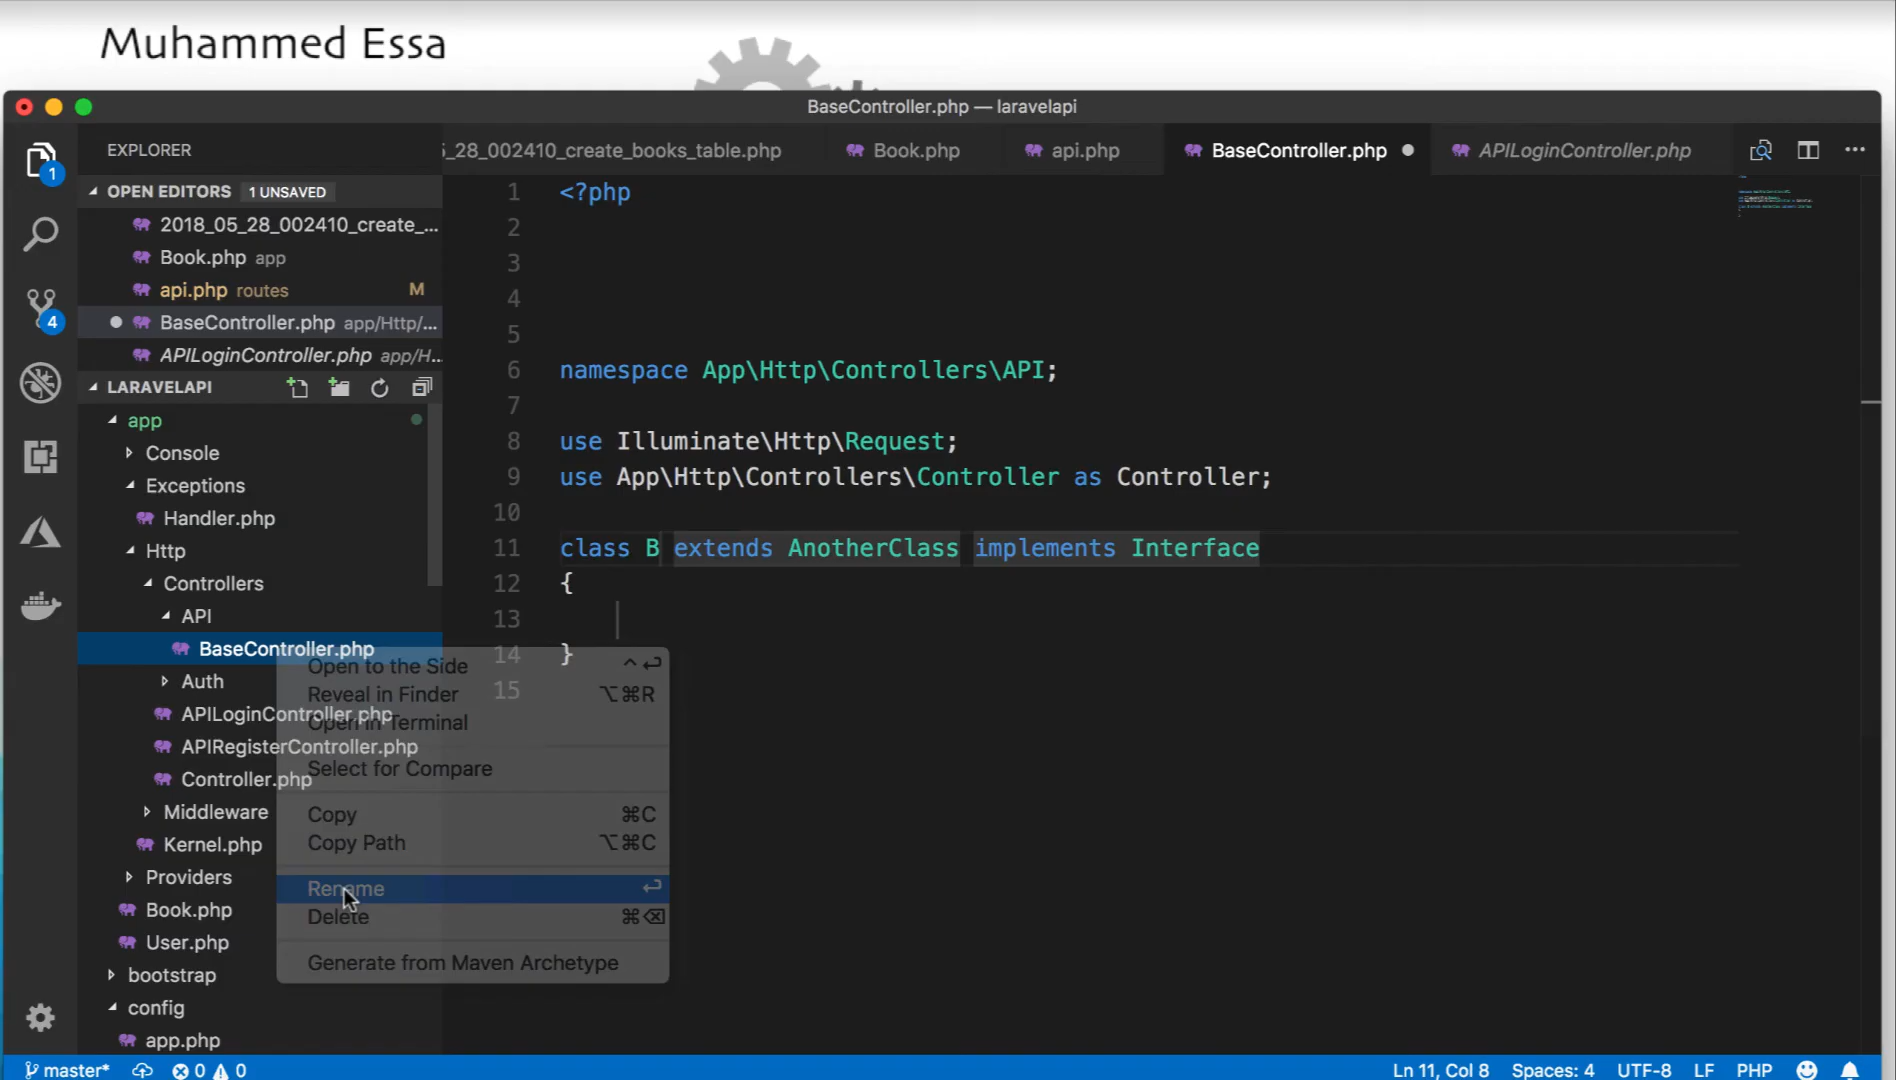 Muhammed Essa
BaseController.php — laravelapi
EXPLORER
5_28_002410_create_books_table.php
Book.php
api.php
BaseController.php
APILoginController.php
1
OPEN EDITORS 1 UNSAVED
2018_05_28_002410_create_...
Book.php app
api.php routes M
4
BaseController.php app/Http/...
APILoginController.php app/H...
LARAVELAPI
app
Console
Exceptions
Handler.php
Http
Controllers
API
BaseController.php
Auth
APILoginController.php
APIRegisterController.php
Controller.php
Middleware
Kernel.php
Providers
Book.php
User.php
bootstrap
config
app.php
1 <?php
2
3
4
5
6 namespace App\Http\Controllers\API;
7
8 use Illuminate\Http\Request;
9 use App\Http\Controllers\Controller as Controller;
10
11 class B extends AnotherClass implements Interface
12 {
13
14 }
15
Open to the Side ^⏎
Reveal in Finder ⌥⌘R
Open in Terminal
Select for Compare
Copy ⌘C
Copy Path ⌥⌘C
Rename ⏎
Delete ⌘⌫
Generate from Maven Archetype
master* 0 0 Ln 11, Col 8 Spaces: 4 UTF-8 LF PHP